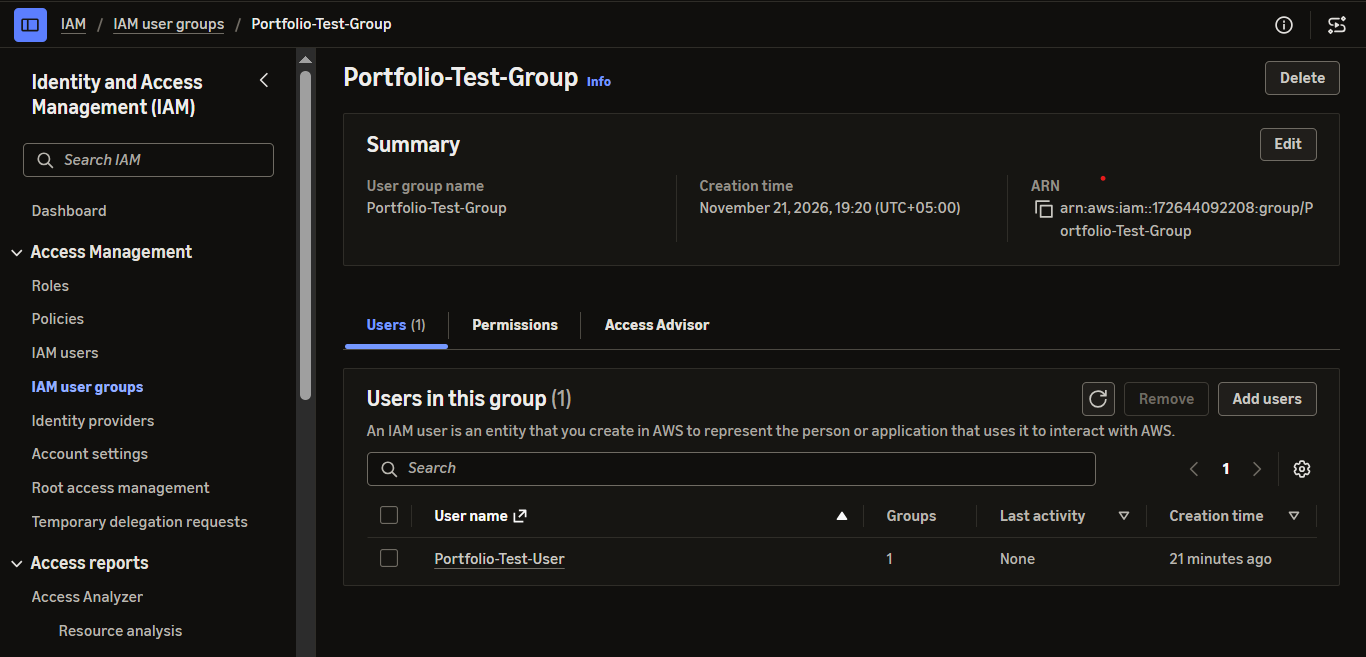 IAM / IAM user groups / Portfolio-Test-Group
Identity and Access
Management (IAM)
Search IAM
Dashboard
Access Management
Roles
Policies
IAM users
IAM user groups
Identity providers
Account settings
Root access management
Temporary delegation requests
Access reports
Access Analyzer
Resource analysis
Portfolio-Test-Group Info
Delete
Summary
Edit
User group name
Portfolio-Test-Group
Creation time
November 21, 2026, 19:20 (UTC+05:00)
ARN
arn:aws:iam::172644092208:group/P
ortfolio-Test-Group
Users (1) Permissions Access Advisor
Users in this group (1)
Remove Add users
An IAM user is an entity that you create in AWS to represent the person or application that uses it to interact with AWS.
Search
1
User name Groups Last activity Creation time
Portfolio-Test-User 1 None 21 minutes ago